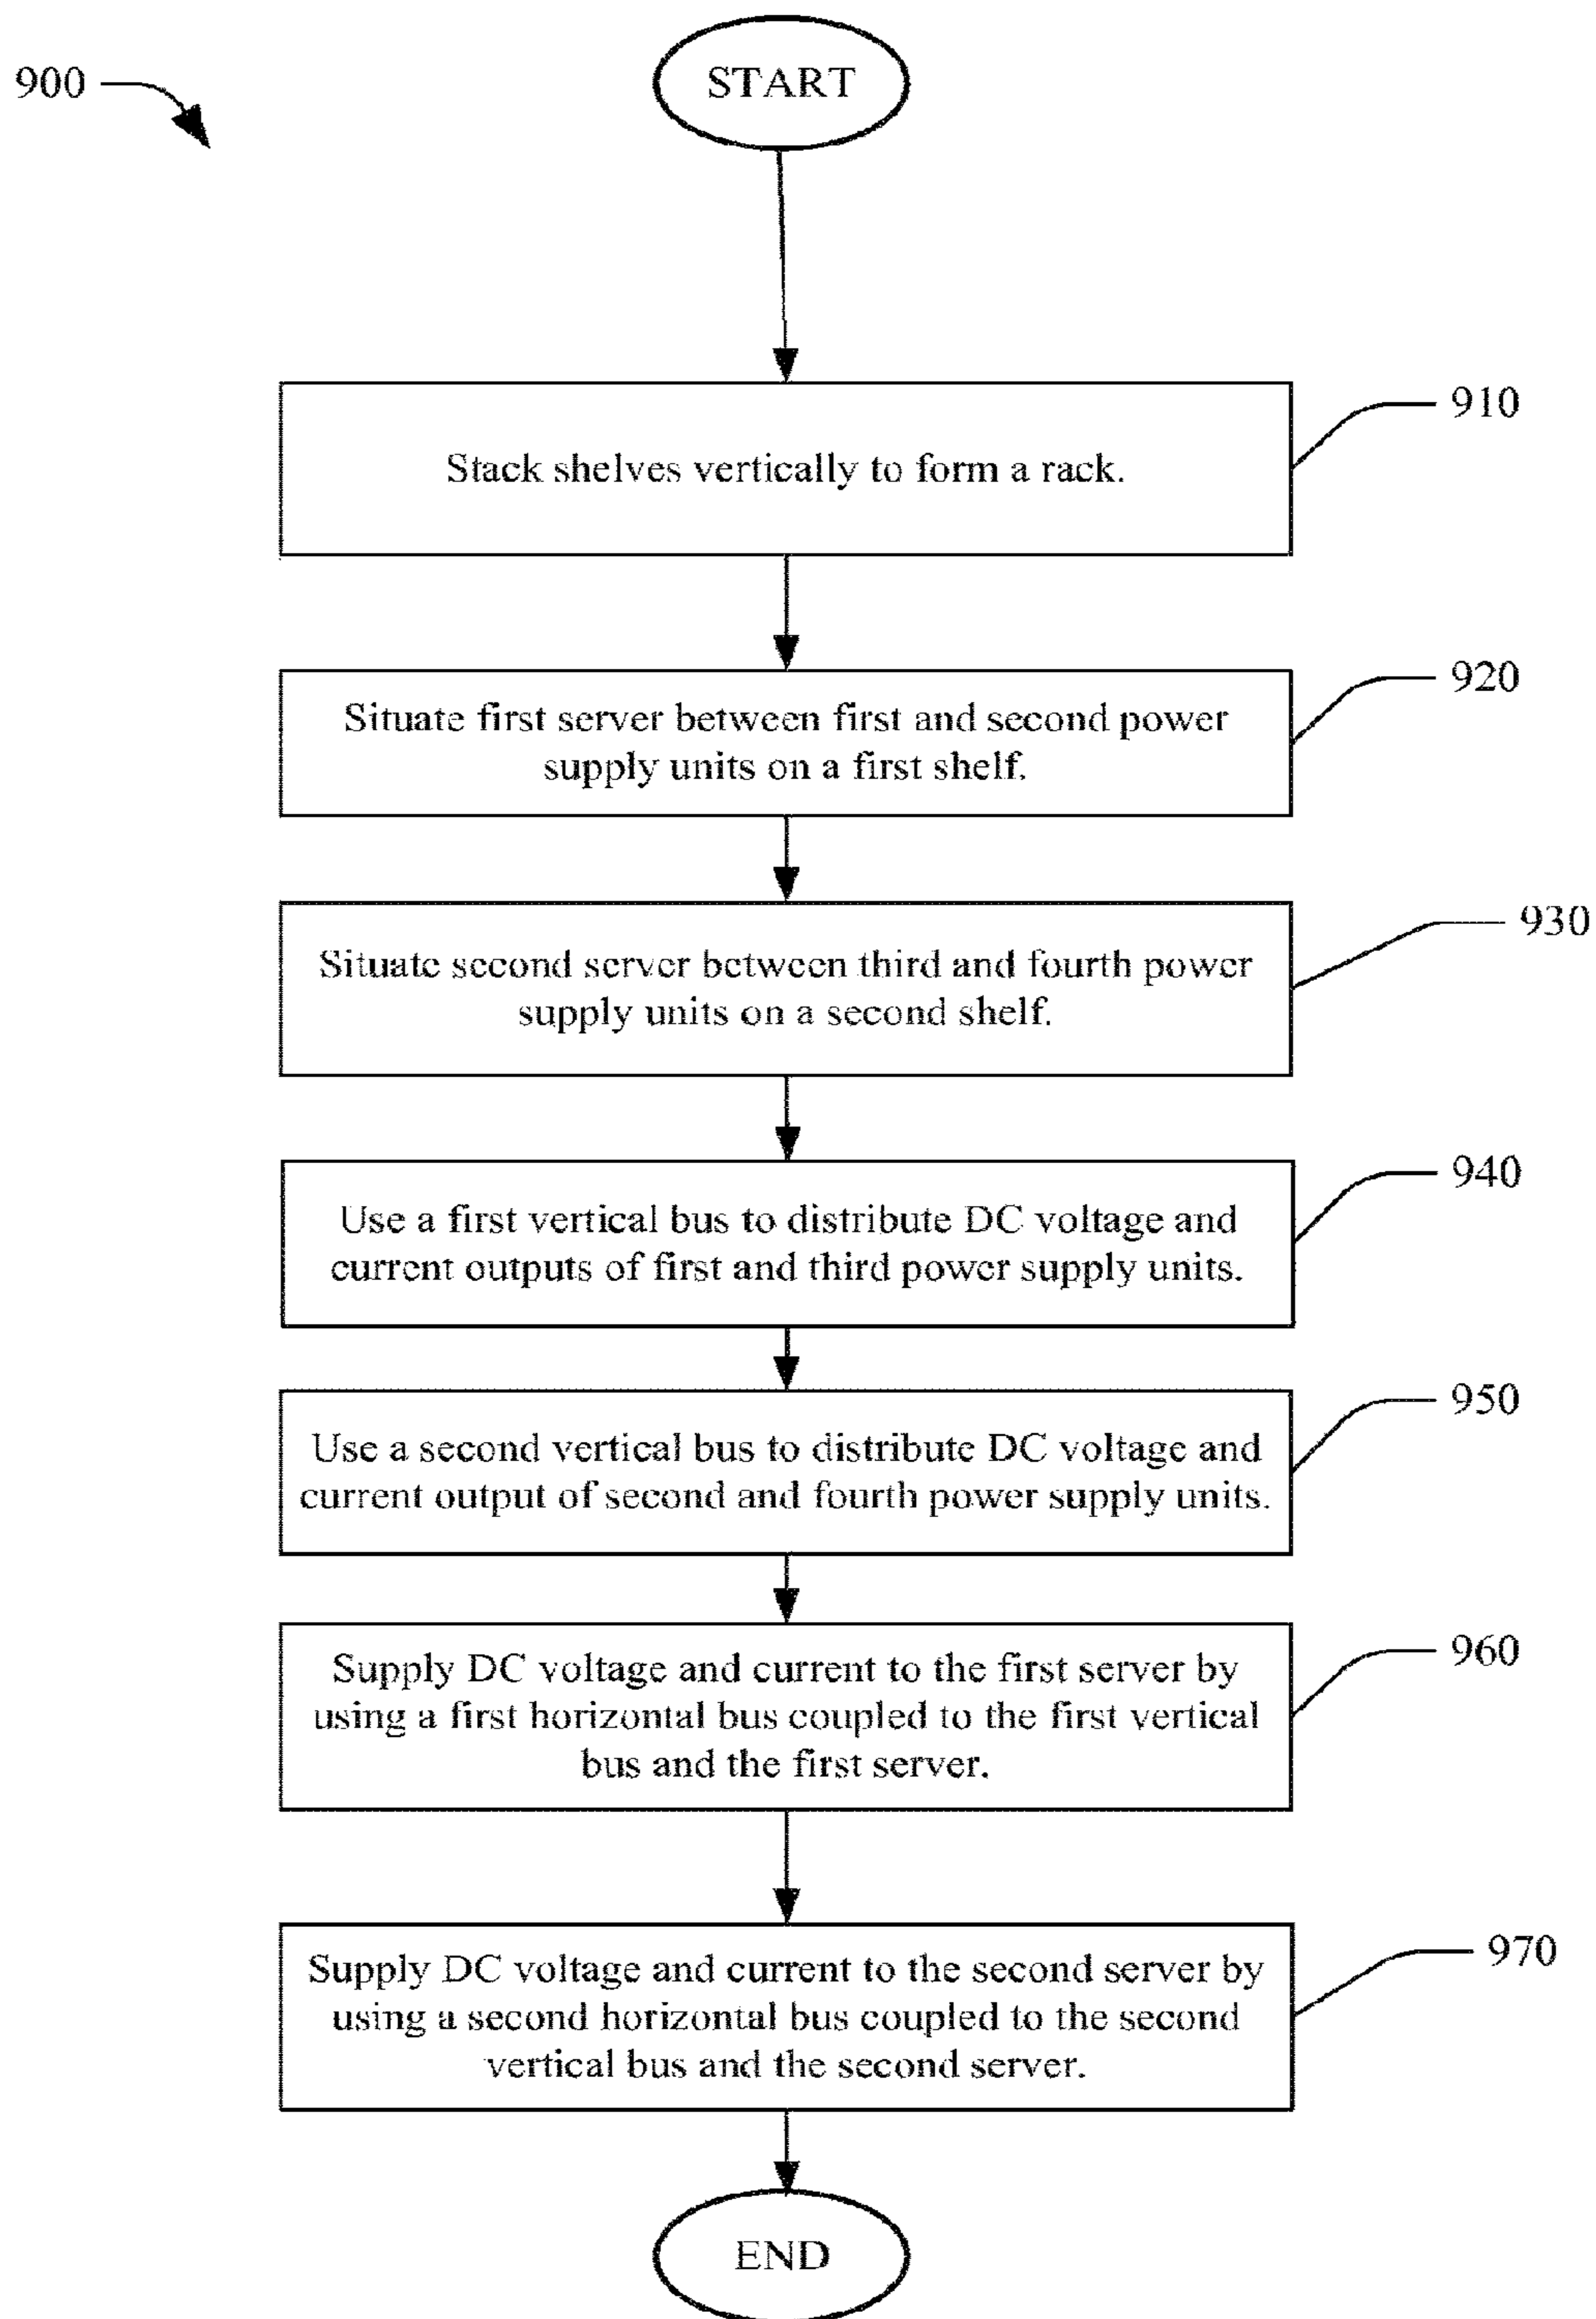 900
START
910
Stack shelves vertically to form a rack.
920
Situate first server between first and second power
supply units on a first shelf.
930
Situate second server between third and fourth power
supply units on a second shelf.
940
Use a first vertical bus to distribute DC voltage and
current outputs of first and third power supply units.
950
Use a second vertical bus to distribute DC voltage and
current output of second and fourth power supply units.
960
Supply DC voltage and current to the first server by
using a first horizontal bus coupled to the first vertical
bus and the first server.
970
Supply DC voltage and current to the second server by
using a second horizontal bus coupled to the second
vertical bus and the second server.
END